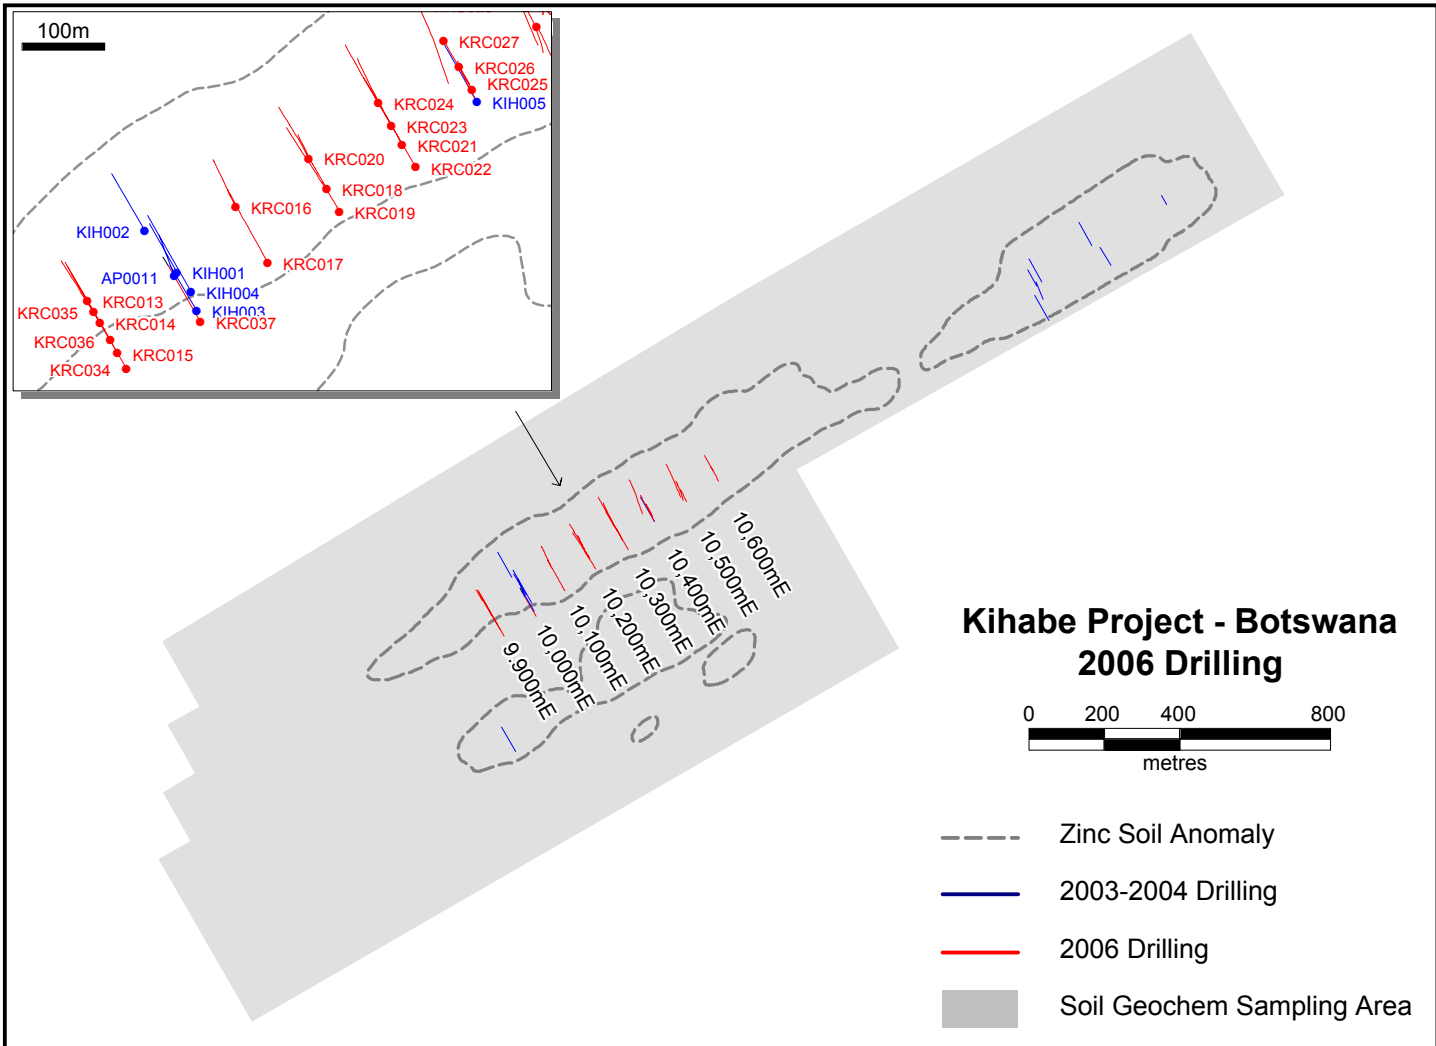 100m
KRC027
KRC026
KRC025
KIH005
KRC024
KRC023
KRC021
KRC022
KRC020
KRC018
KRC019
KRC016
KRC017
KIH002
AP0011
KIH001
KIH004
KIH003
KRC037
KRC013
KRC035
KRC014
KRC036
KRC015
KRC034
9.900mE
10,000mE
10,100mE
10,200mE
10,300mE
10,400mE
10,500mE
10,600mE
Kihabe Project - Botswana
2006 Drilling
0 200 400 800
metres
Zinc Soil Anomaly
2003-2004 Drilling
2006 Drilling
Soil Geochem Sampling Area